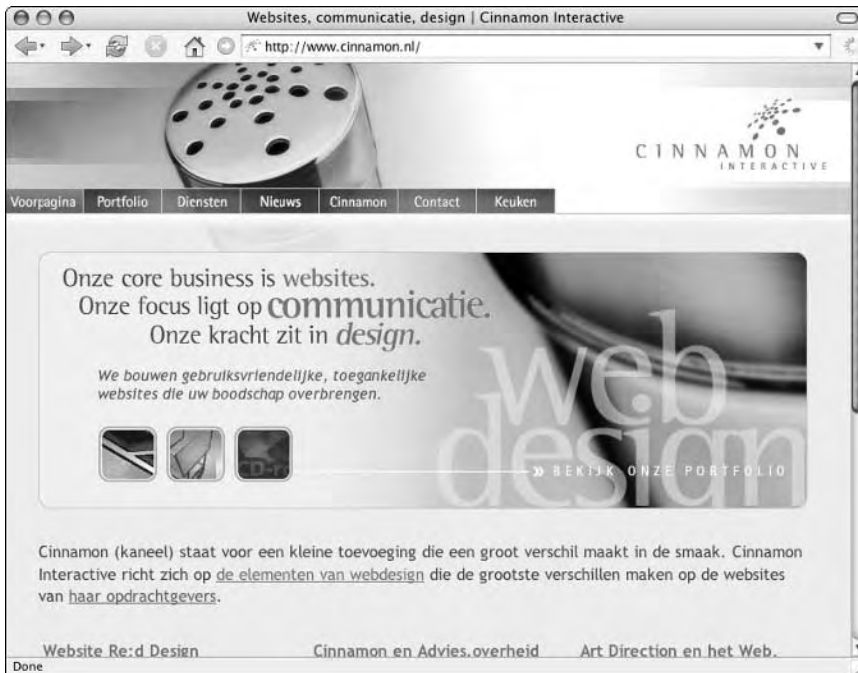 Websites, communicatie, design | Cinnamon Interactive
http://www.cinnamon.nl/
CINNAMON
INTERACTIVE
Voorpagina Portfolio Diensten Nieuws Cinnamon Contact Keuken
Onze core business is websites.
Onze focus ligt op communicatie.
Onze kracht zit in design.
We bouwen gebruiksvriendelijke, toegankelijke
websites die uw boodschap overbrengen.
web
design
CD-ro
» BEKIJK ONZE PORTFOLIO
Cinnamon (kaneel) staat voor een kleine toevoeging die een groot verschil maakt in de smaak. Cinnamon
Interactive richt zich op de elementen van webdesign die de grootste verschillen maken op de websites
van haar opdrachtgevers.
Website Re:d Design Cinnamon en Advies.overheid Art Direction en het Web.
Done